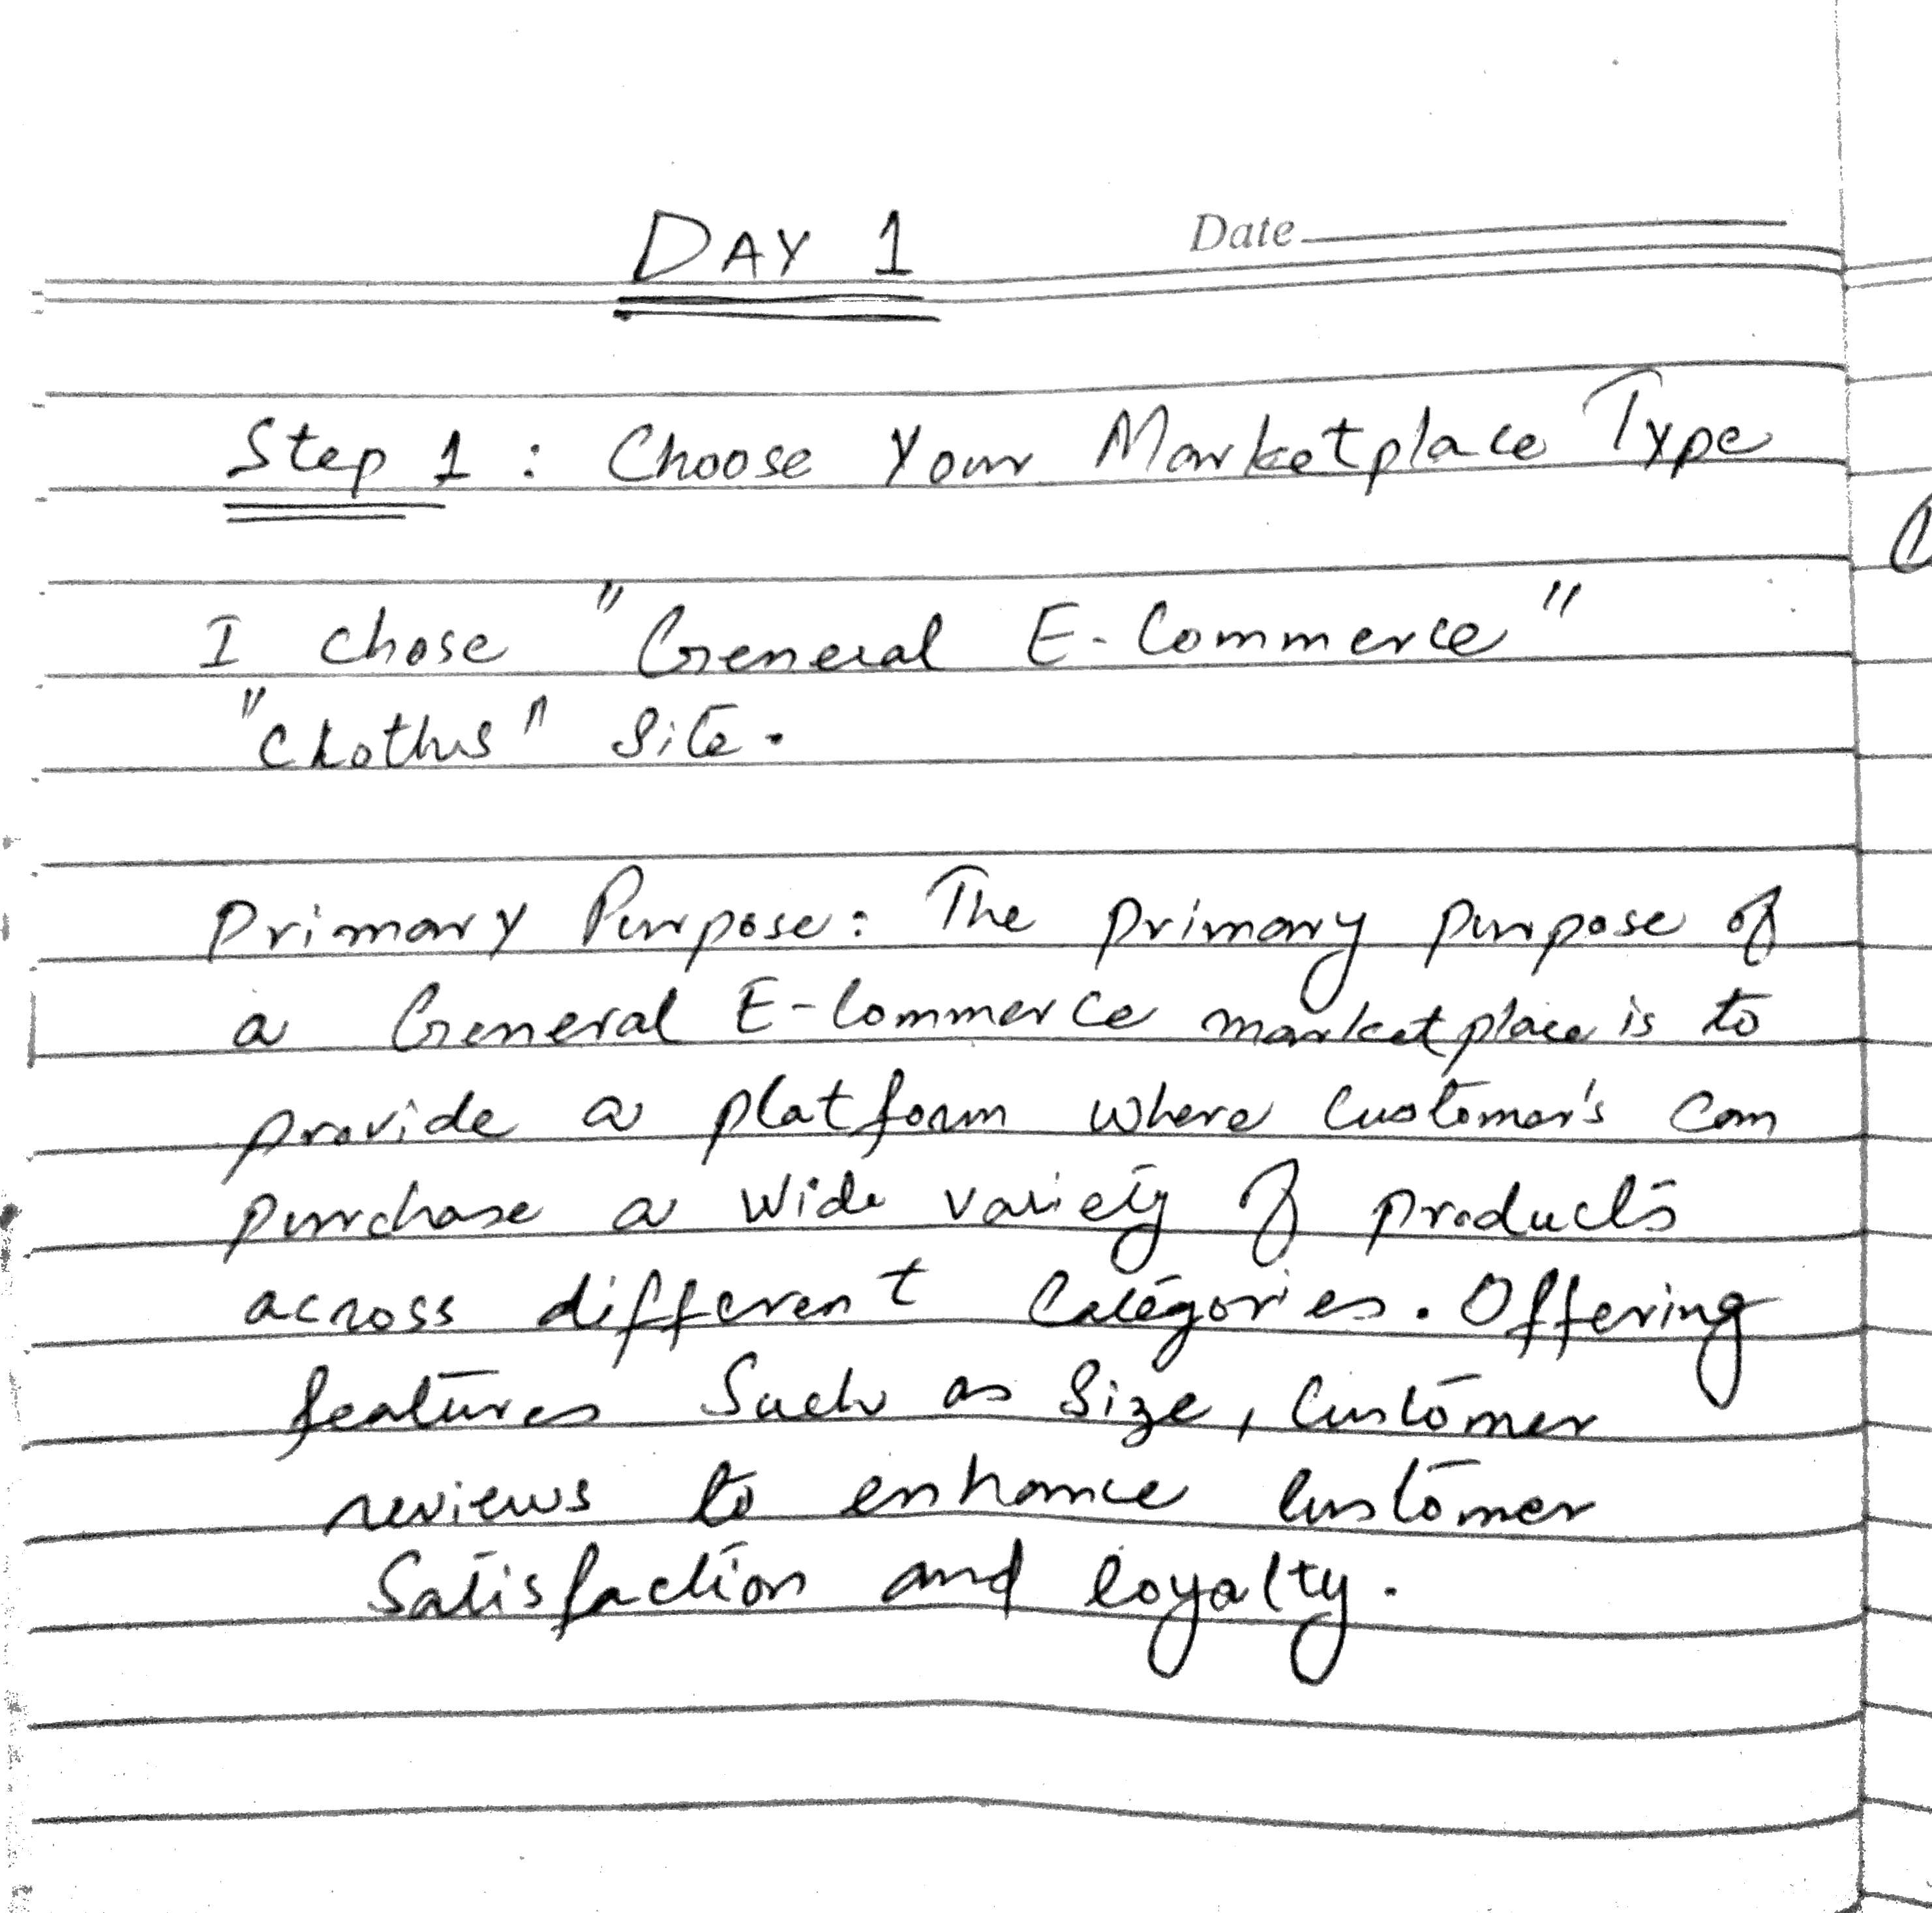 DAY 1
Date
Step 1 : Choose Your Marketplace Type
I chose "General E-Commerce"
"Clothes" Site.
Primary Purpose: The primary purpose of
a General E-Commerce marketplace is to
provide a platform where Customer's can
purchase a wide variety of products
across different Categories. Offering
features Such as Size, Customer
reviews to enhance Customer
Satisfaction and loyalty.